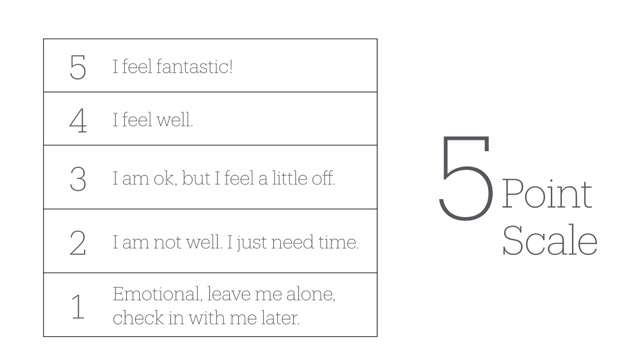 5 I feel fantastic!
4 I feel well.
3 I am ok, but I feel a little off.
2 I am not well. I just need time.
1 Emotional, leave me alone,
check in with me later.
5 Point
Scale